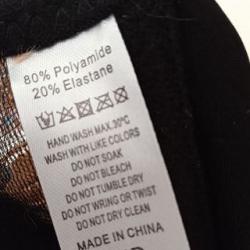 80% Polyamide
20% Elastane
HAND WASH MAX.30°C
WASH WITH LIKE COLORS
DO NOT SOAK
DO NOT BLEACH
DO NOT TUMBLE DRY
DO NOT WRING OR TWIST
DO NOT DRY CLEAN
MADE IN CHINA